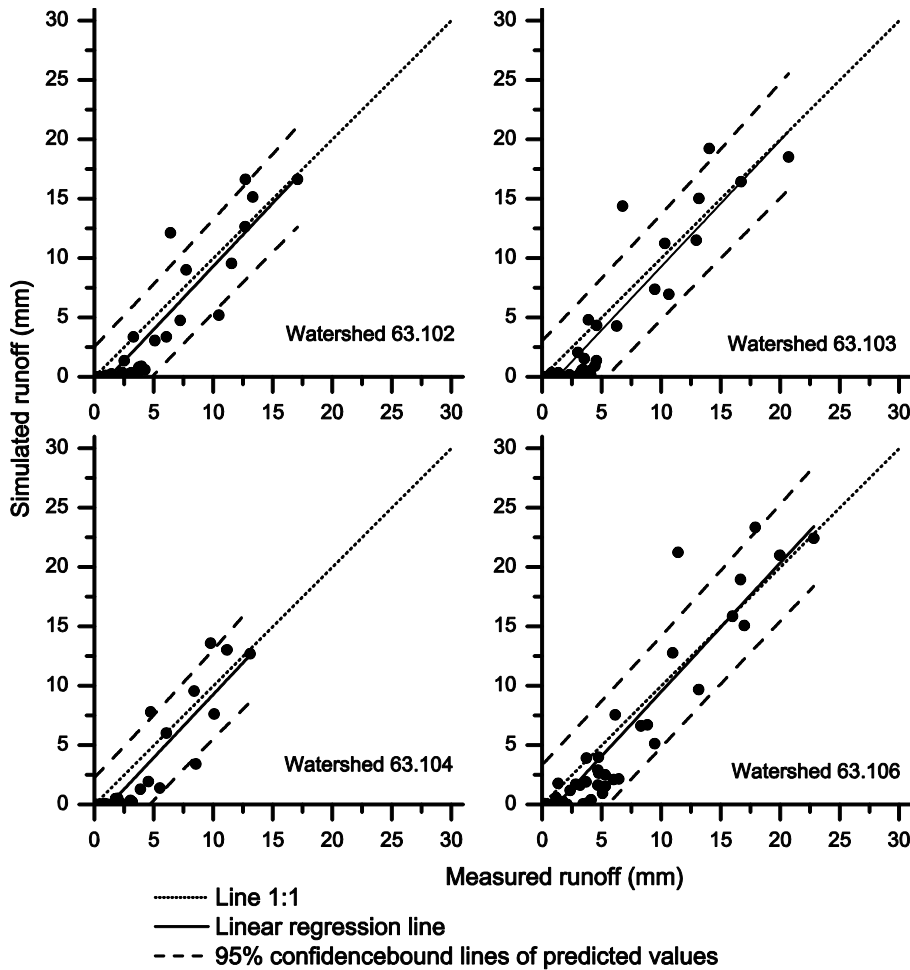 30
25
20
15
10
5
0
Watershed 63.102
0 5 10 15 20 25 30
30
25
20
15
10
5
0
Watershed 63.103
0 5 10 15 20 25 30
Simulated runoff (mm)
30
25
20
15
10
5
0
Watershed 63.104
0 5 10 15 20 25 30
30
25
20
15
10
5
0
Watershed 63.106
0 5 10 15 20 25 30
Measured runoff (mm)
Line 1:1
Linear regression line
95% confidencebound lines of predicted values